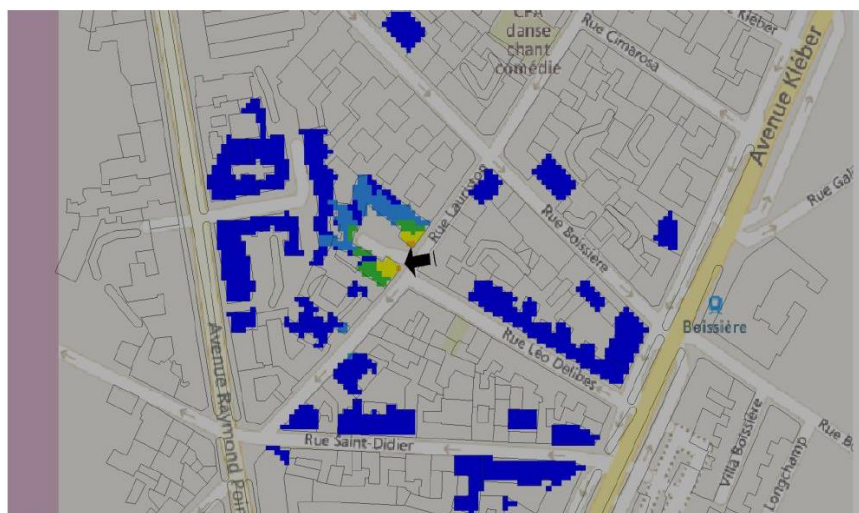 CFA
danse
chant
comédie
Rue Cimarosa
Kléber
Avenue Kléber
Rue Lauriston
Rue Boissière
Boissière
Rue Léo Delibes
Avenue Raymond Poin
Rue Saint-Didier
Villa Boissière
Longchamp